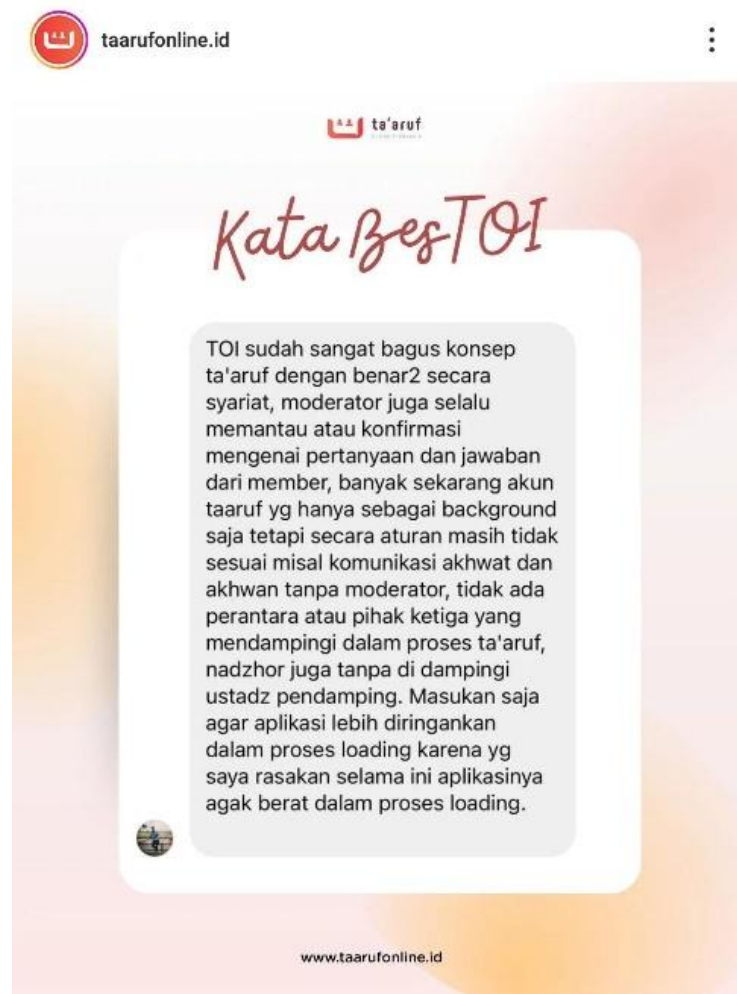 taarufonline.id
ta'aruf
Kata BesTOI
TOI sudah sangat bagus konsep
ta'aruf dengan benar2 secara
syariat, moderator juga selalu
memantau atau konfirmasi
mengenai pertanyaan dan jawaban
dari member, banyak sekarang akun
taaruf yg hanya sebagai background
saja tetapi secara aturan masih tidak
sesuai misal komunikasi akhwat dan
akhwan tanpa moderator, tidak ada
perantara atau pihak ketiga yang
mendampingi dalam proses ta'aruf,
nadzhor juga tanpa di dampingi
ustadz pendamping. Masukan saja
agar aplikasi lebih diringankan
dalam proses loading karena yg
saya rasakan selama ini aplikasinya
agak berat dalam proses loading.
www.taarufonline.id